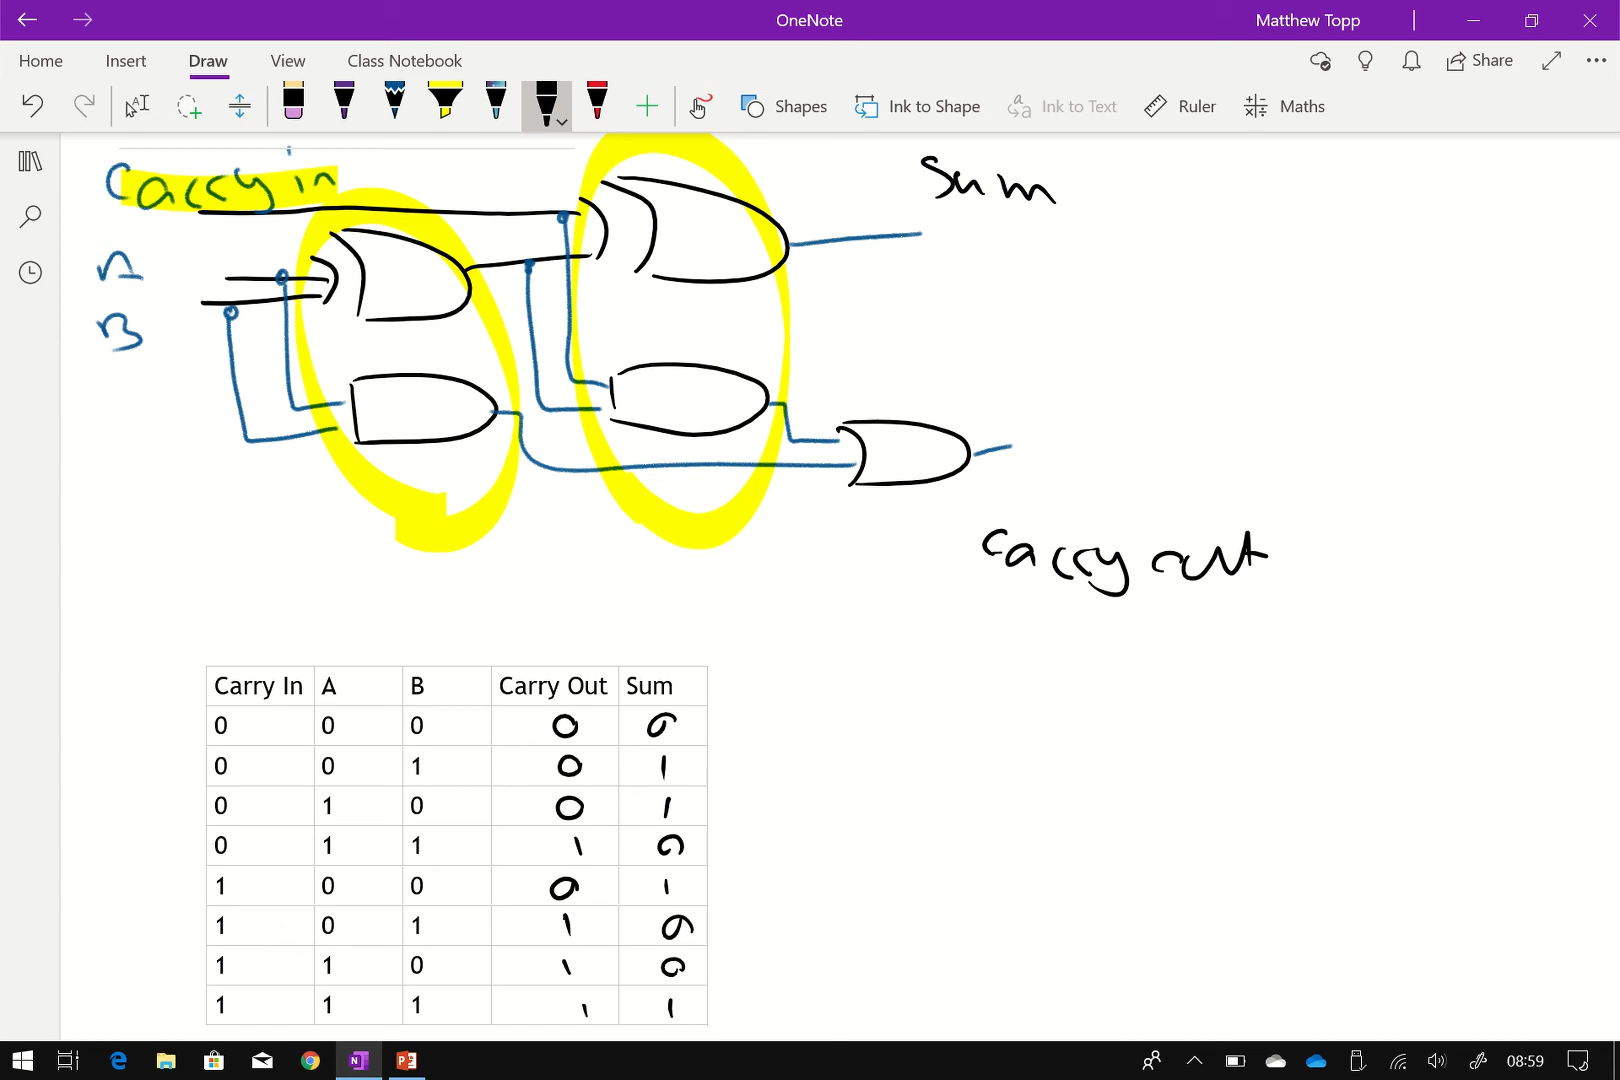 OneNote
Matthew Topp
Home Insert Draw View Class Notebook
Share
Shapes Ink to Shape Ink to Text Ruler Maths
Carry in
Sum
A
B
Carry out
Carry In A B Carry Out Sum
0 0 0 0 0
0 0 1 0 1
0 1 0 0 1
0 1 1 1 0
1 0 0 0 1
1 0 1 1 0
1 1 0 1 0
1 1 1 1 1
08:59